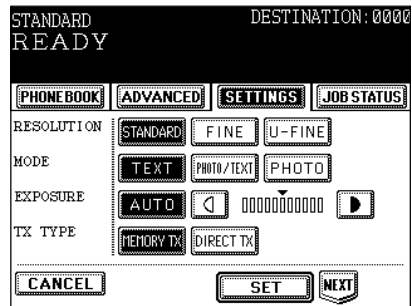 STANDARD DESTINATION:0000
READY
PHONE BOOK ADVANCED SETTINGS JOB STATUS
RESOLUTION STANDARD FINE U-FINE
MODE TEXT PHOTO/TEXT PHOTO
EXPOSURE AUTO
TX TYPE MEMORY TX DIRECT TX
CANCEL SET NEXT